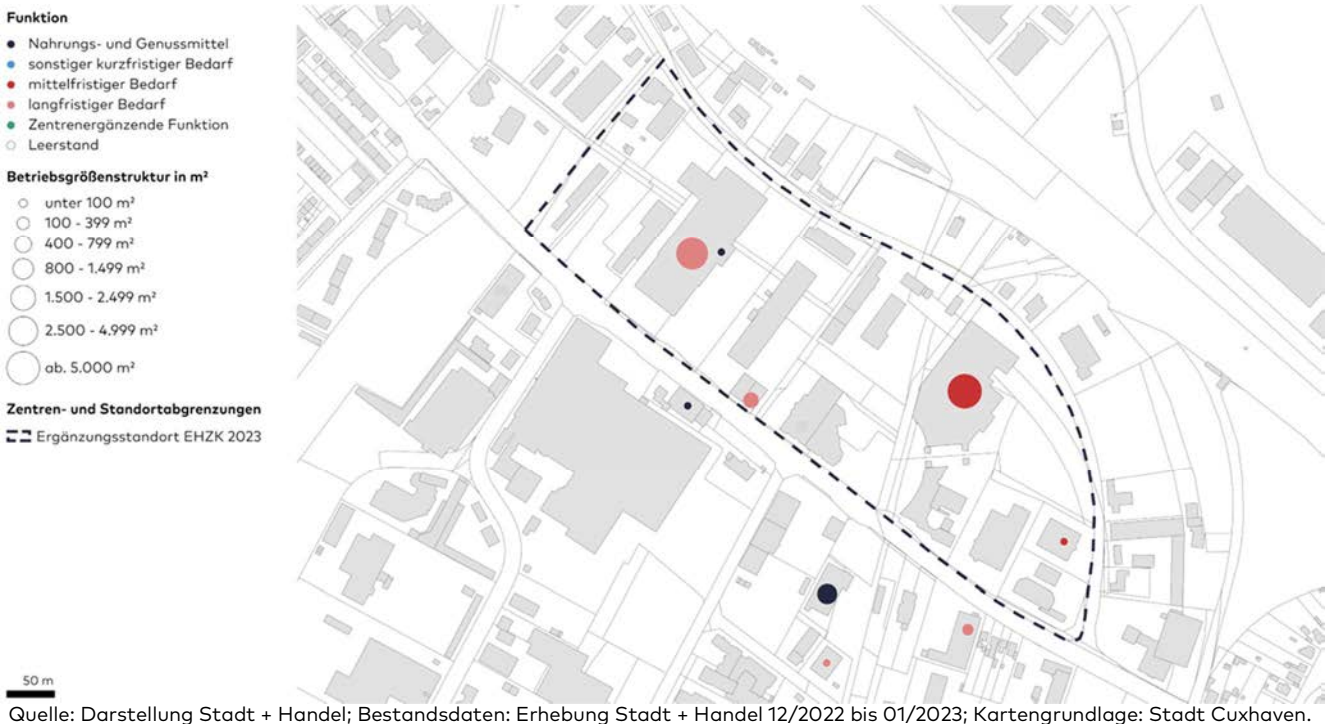 Funktion
Nahrungs- und Genussmittel
sonstiger kurzfristiger Bedarf
mittelfristiger Bedarf
langfristiger Bedarf
Zentrenergänzende Funktion
Leerstand
Betriebsgrößenstruktur in m²
unter 100 m²
100 - 399 m²
400 - 799 m²
800 - 1.499 m²
1.500 - 2.499 m²
2.500 - 4.999 m²
ab. 5.000 m²
Zentren- und Standortabgrenzungen
Ergänzungsstandort EHZK 2023
50 m
Quelle: Darstellung Stadt + Handel; Bestandsdaten: Erhebung Stadt + Handel 12/2022 bis 01/2023; Kartengrundlage: Stadt Cuxhaven.